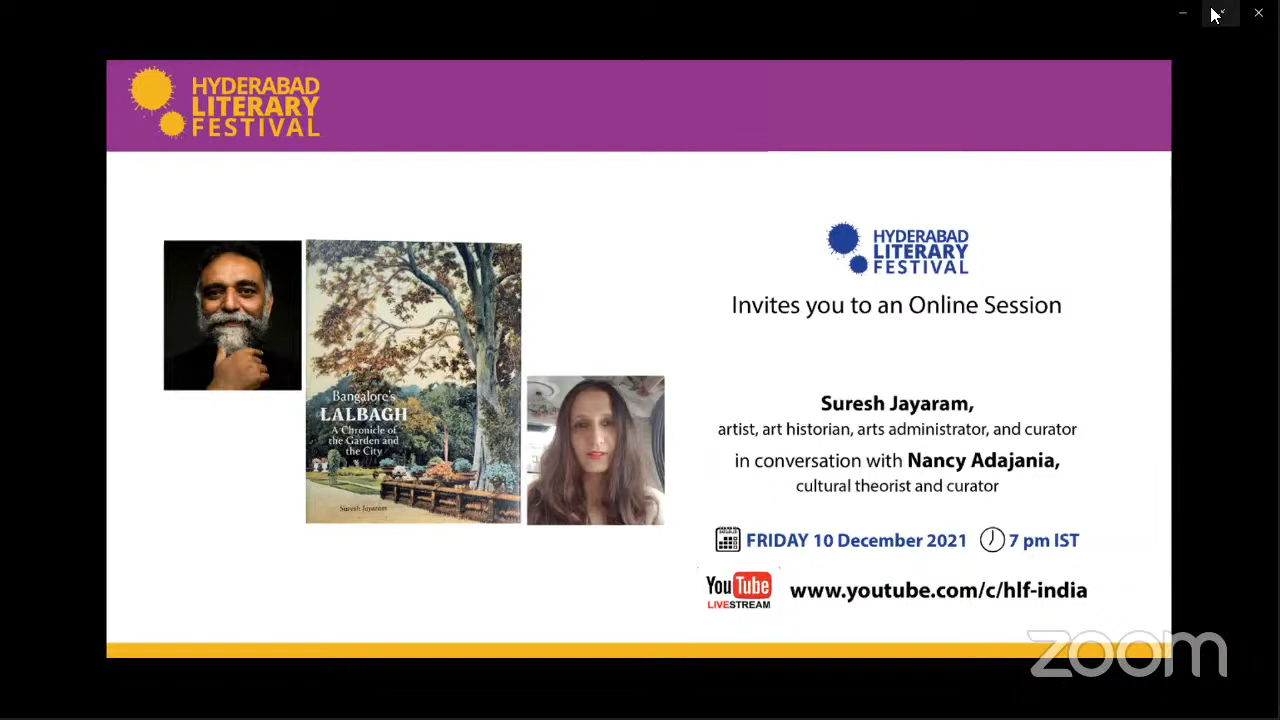 HYDERABAD
LITERARY
FESTIVAL
Bangalore's
LALBAGH
A Chronicle of
the Garden and
the City
Suresh Jayaram
HYDERABAD
LITERARY
FESTIVAL
Invites you to an Online Session
Suresh Jayaram,
artist, art historian, arts administrator, and curator
in conversation with Nancy Adajania,
cultural theorist and curator
FRIDAY 10 December 2021 7 pm IST
YouTube
LIVESTREAM
www.youtube.com/c/hlf-india
zoom